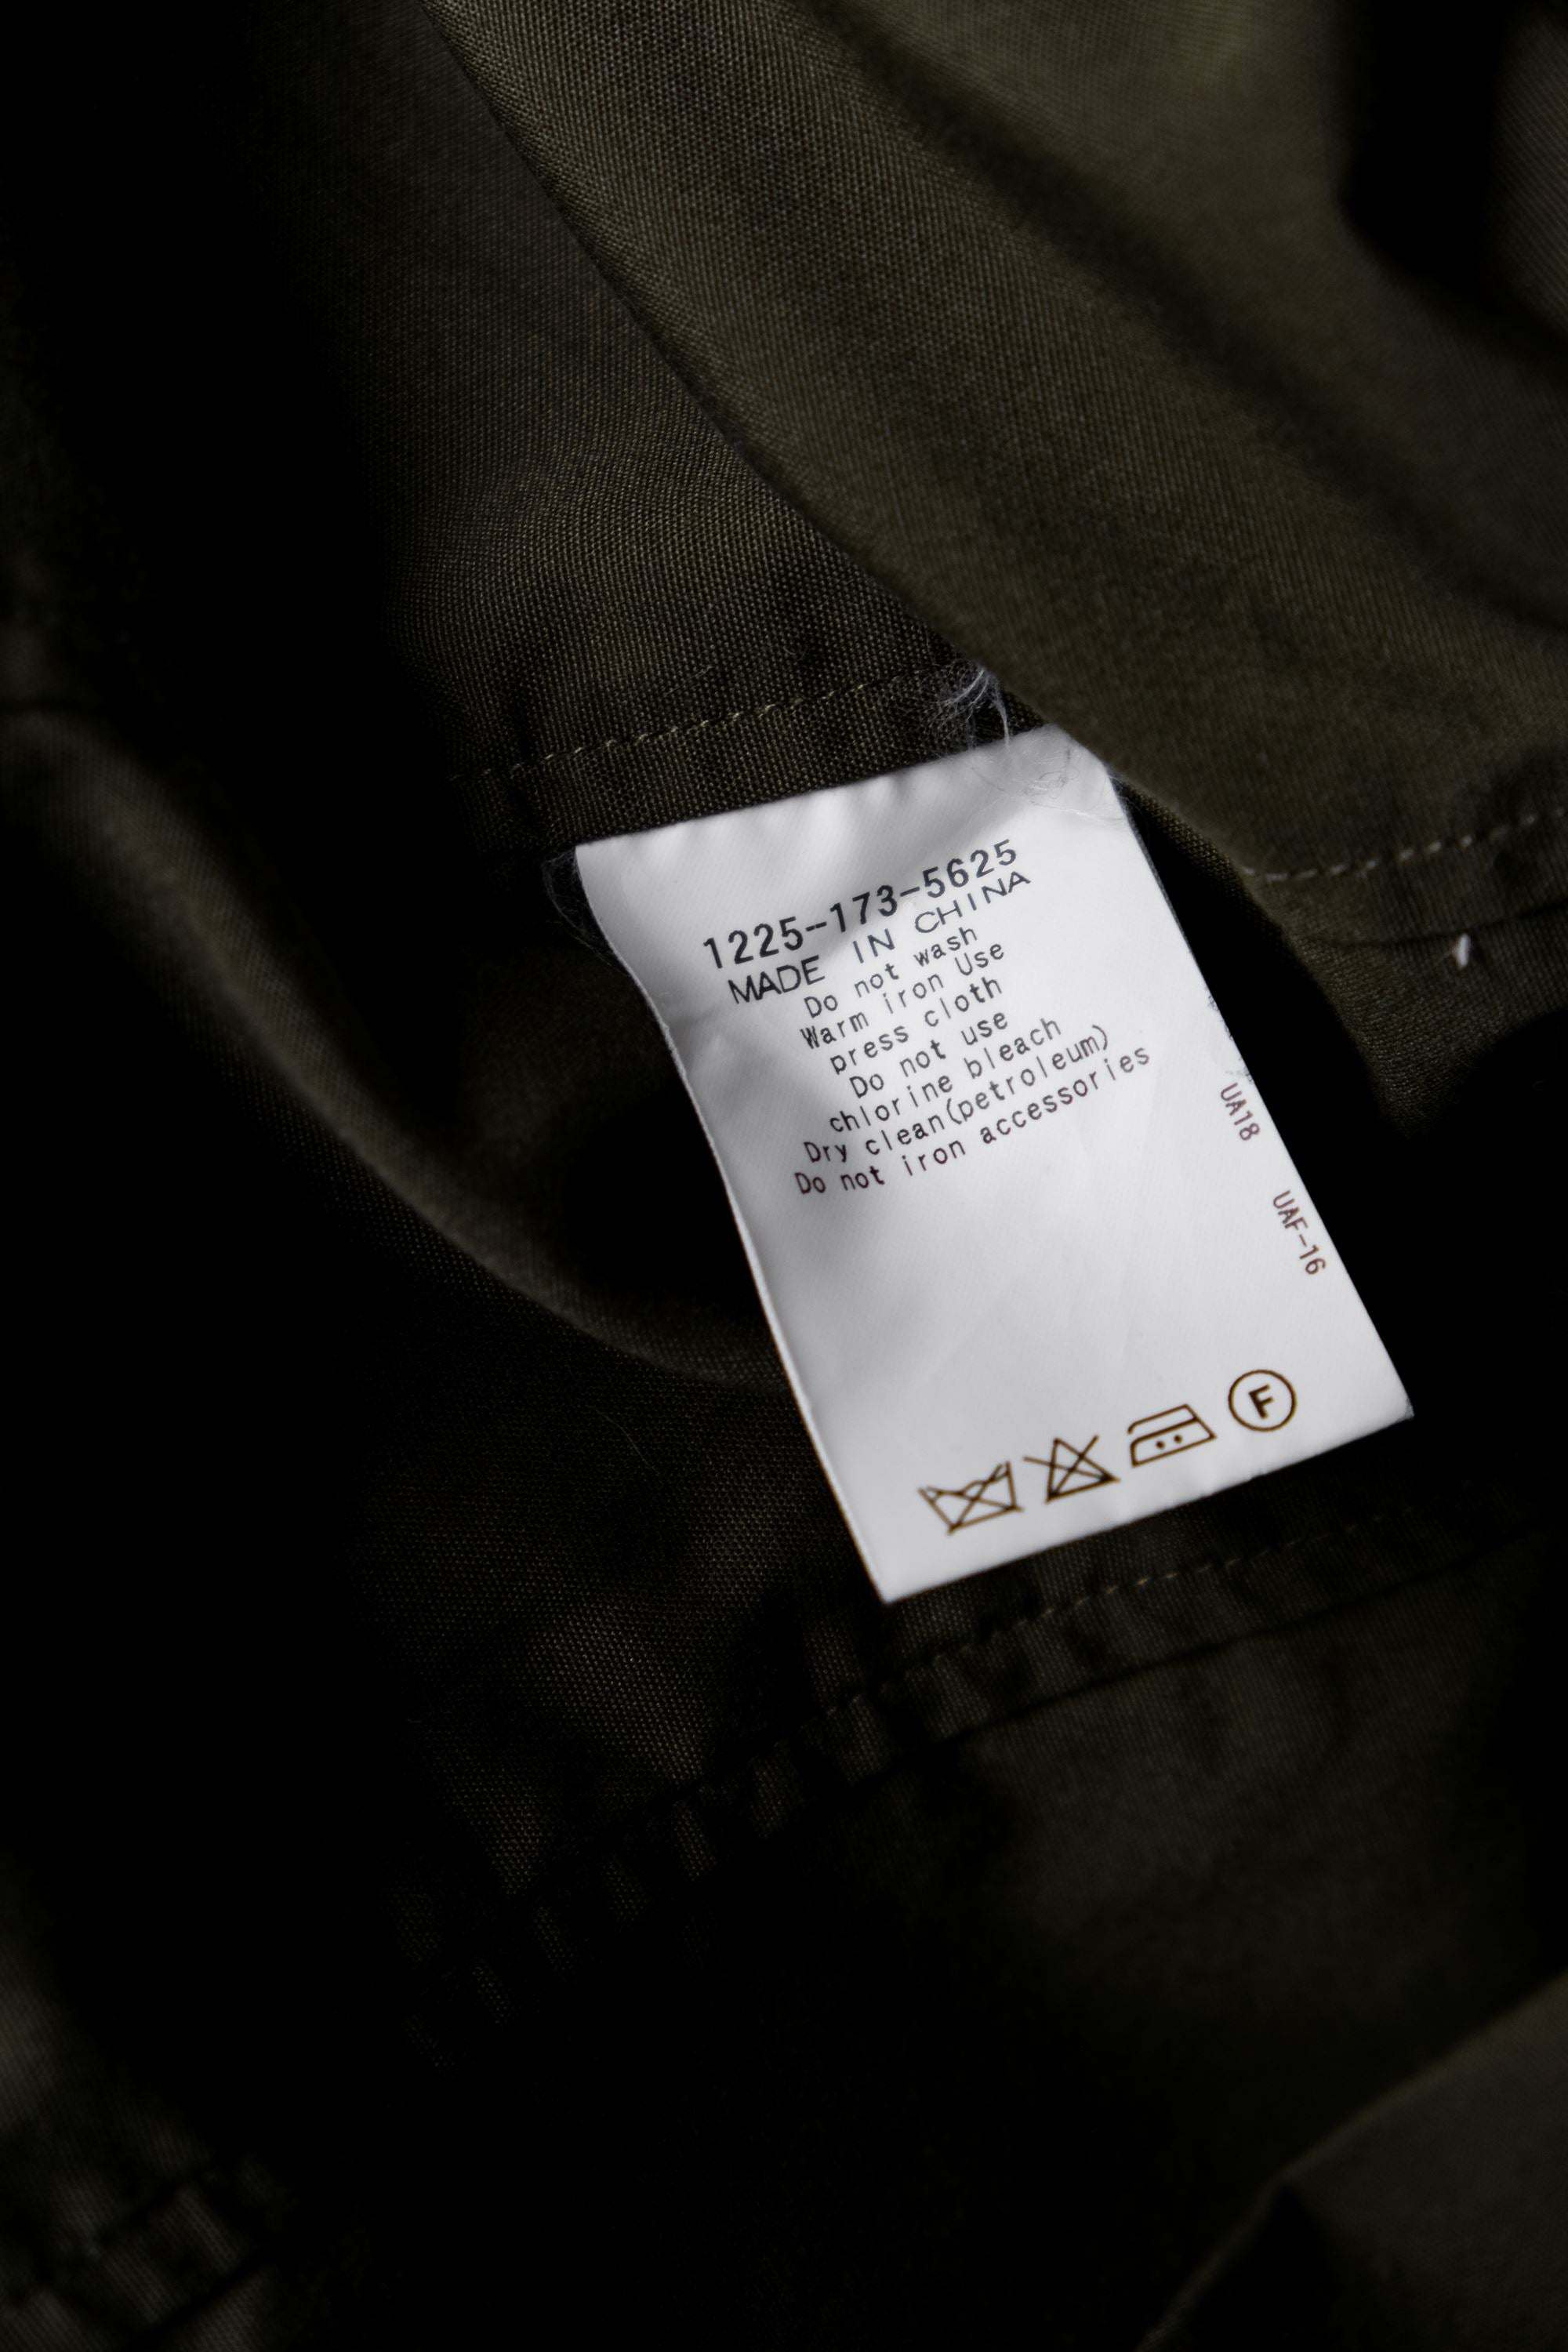 1225-173-5625
MADE IN CHINA
Do not wash
Warm iron Use
press cloth
Do not use
chlorine bleach
Dry clean(petroleum)
Do not iron accessories
UA18 UAF-16
F